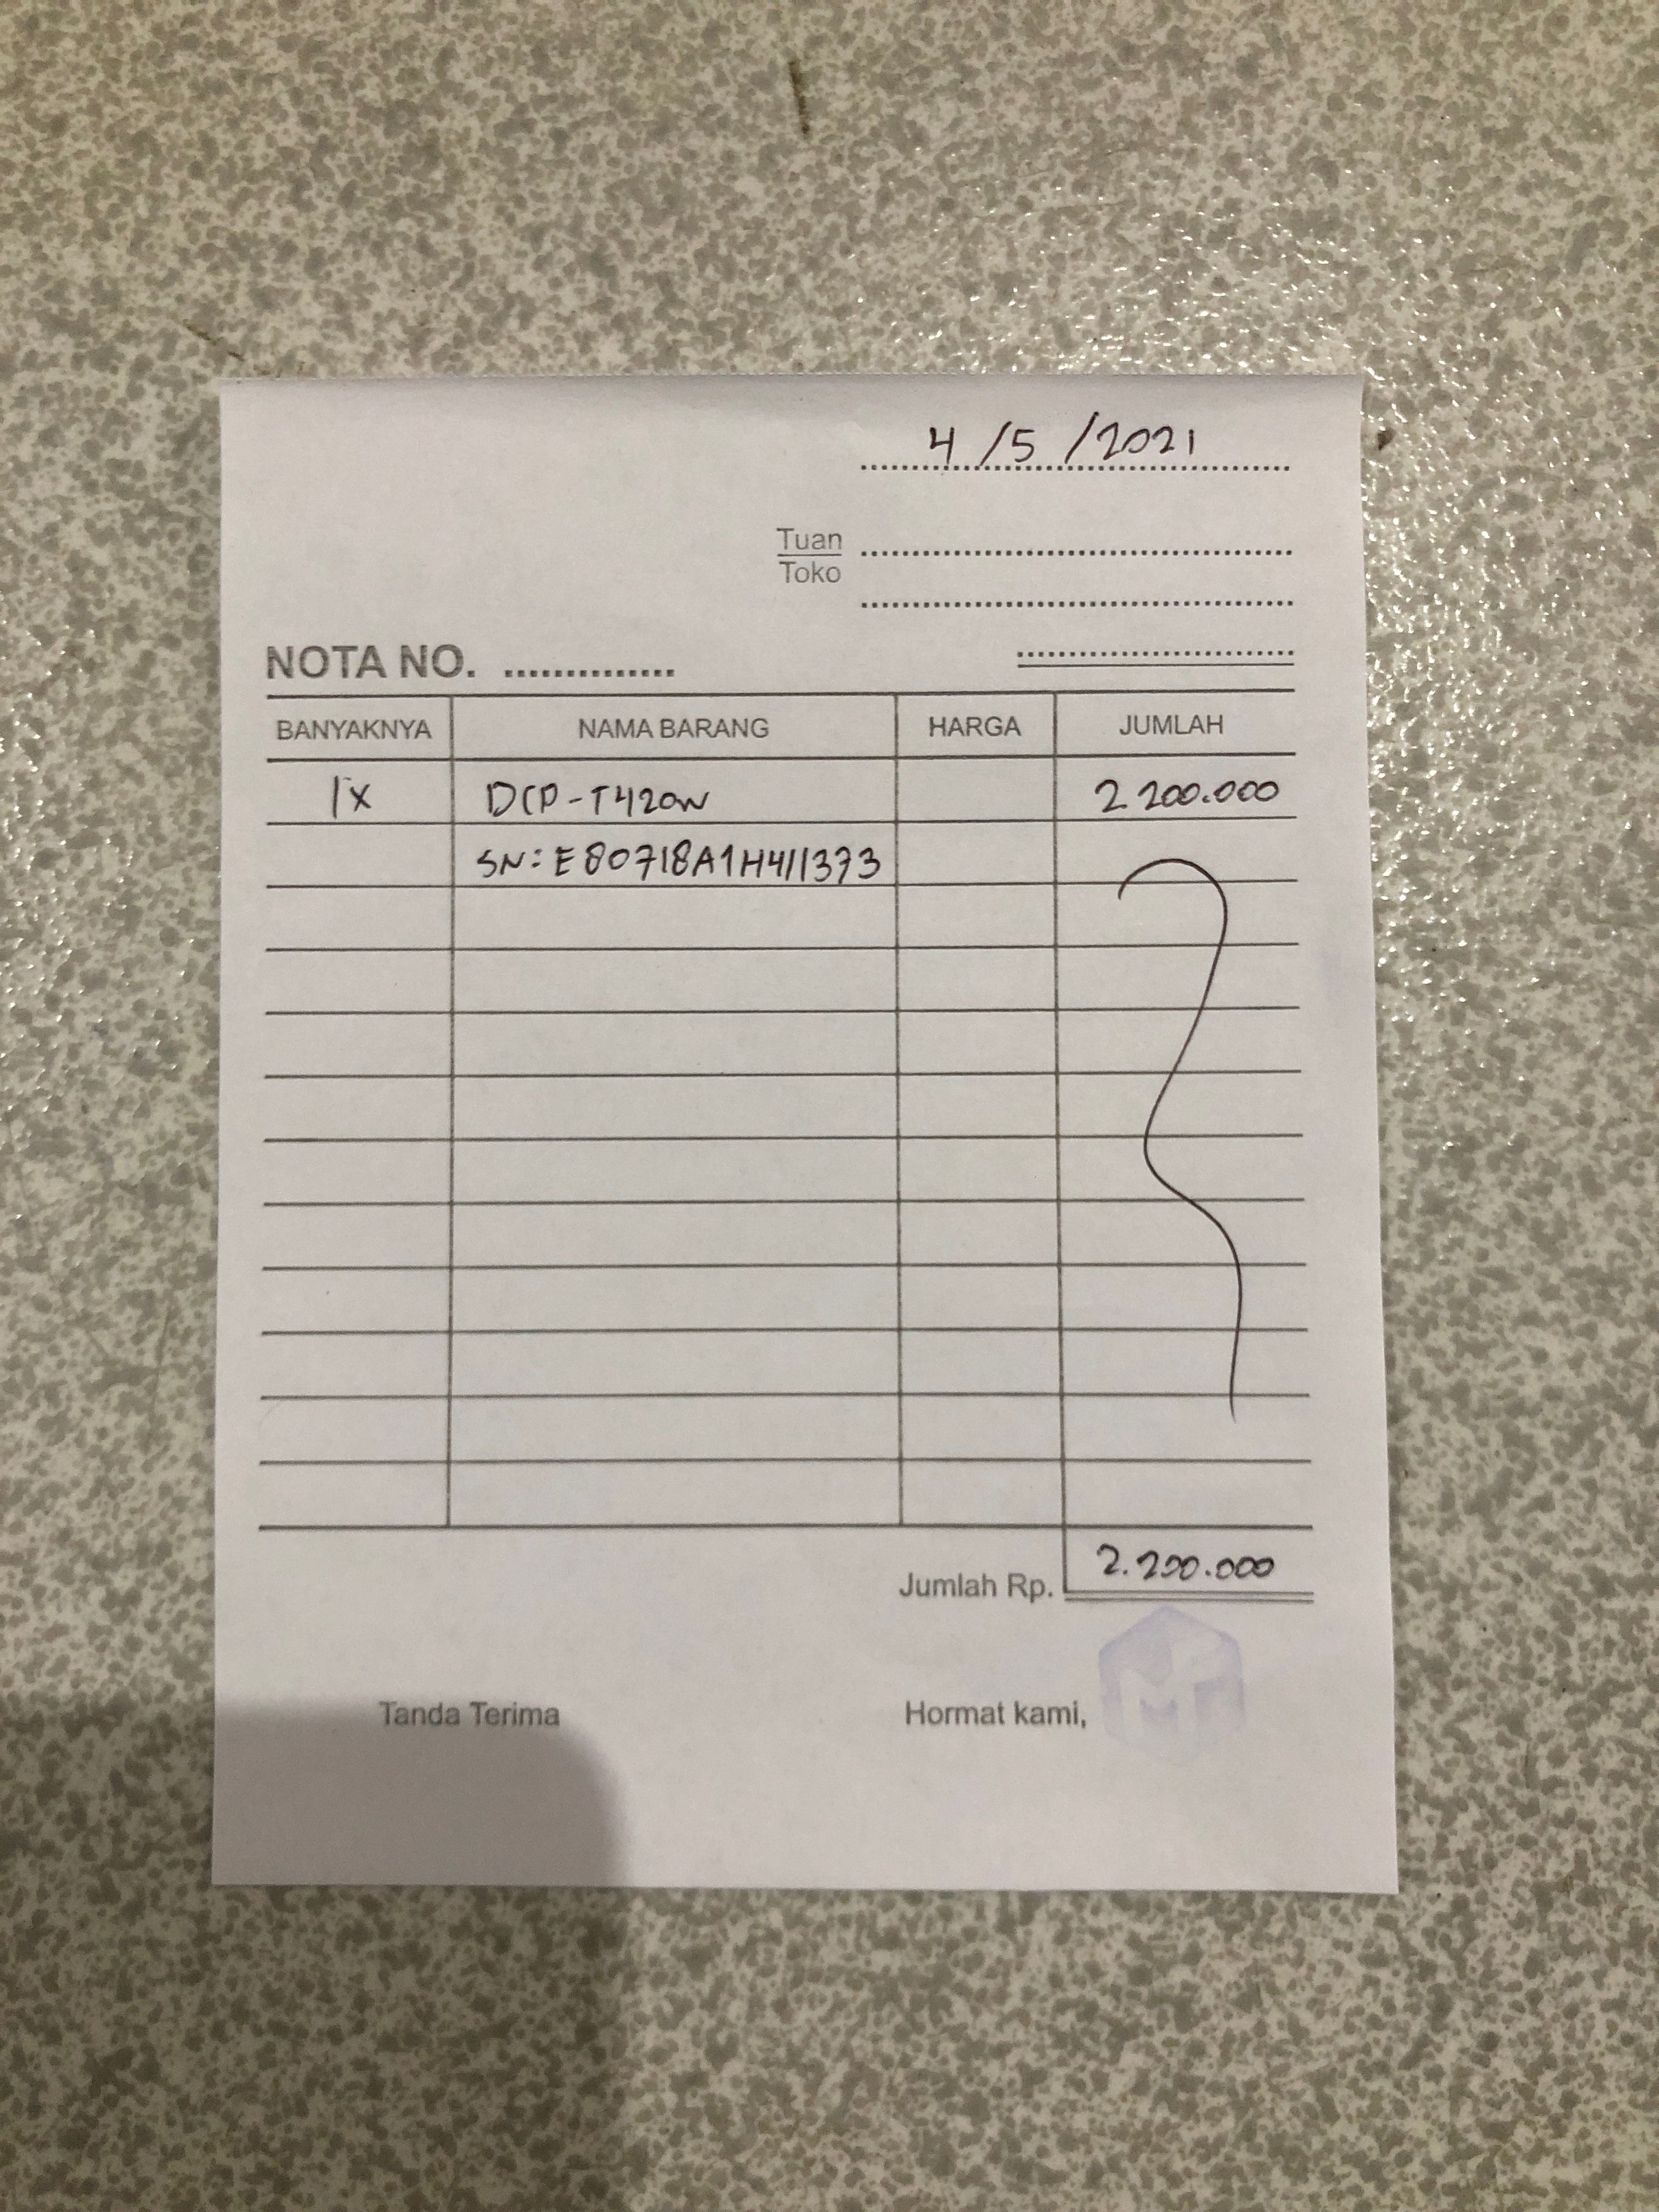 4/5/2021
Tuan
Toko
NOTA NO. ..............
BANYAKNYA NAMA BARANG HARGA JUMLAH
1x DCP-T420W 2.200.000
SN: E80718A1H411373
Jumlah Rp. 2.200.000
Tanda Terima Hormat kami,